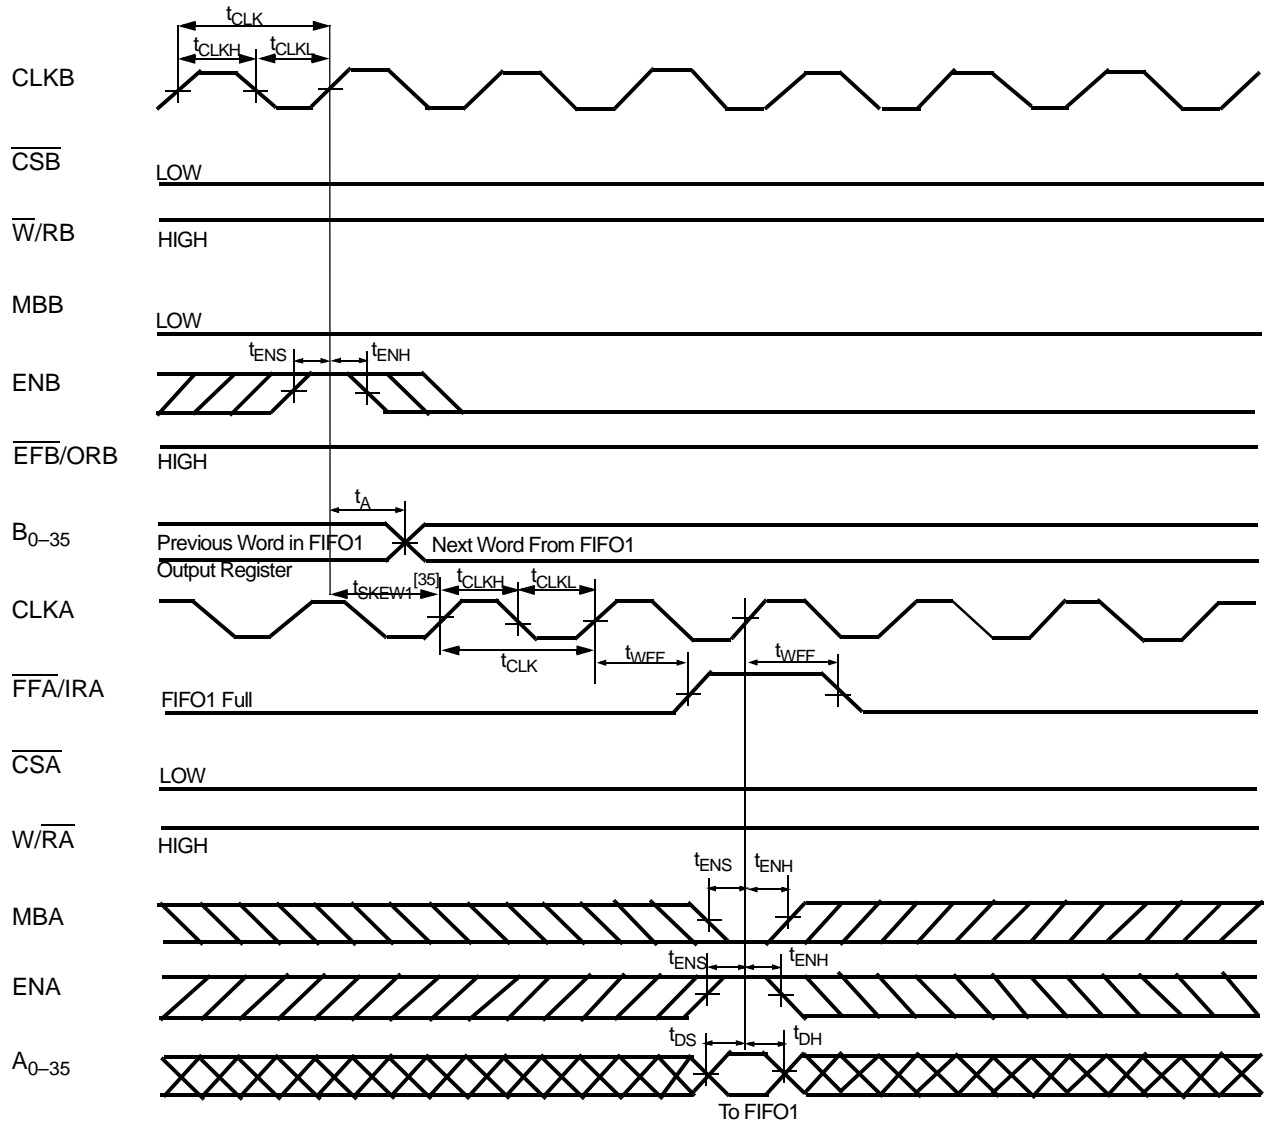 tCLK
tCLKH tCLKL
CLKB
CSB
LOW
W/RB
HIGH
MBB
LOW
tENS tENH
ENB
EFB/ORB
HIGH
tA
B0–35
Previous Word in FIFO1 Next Word From FIFO1
Output Register
tSKEW1[35] tCLKH tCLKL
CLKA
tCLK tWFF tWFF
FFA/IRA
FIFO1 Full
CSA
LOW
W/RA
HIGH
tENS tENH
MBA
tENS tENH
ENA
tDS tDH
A0–35
To FIFO1